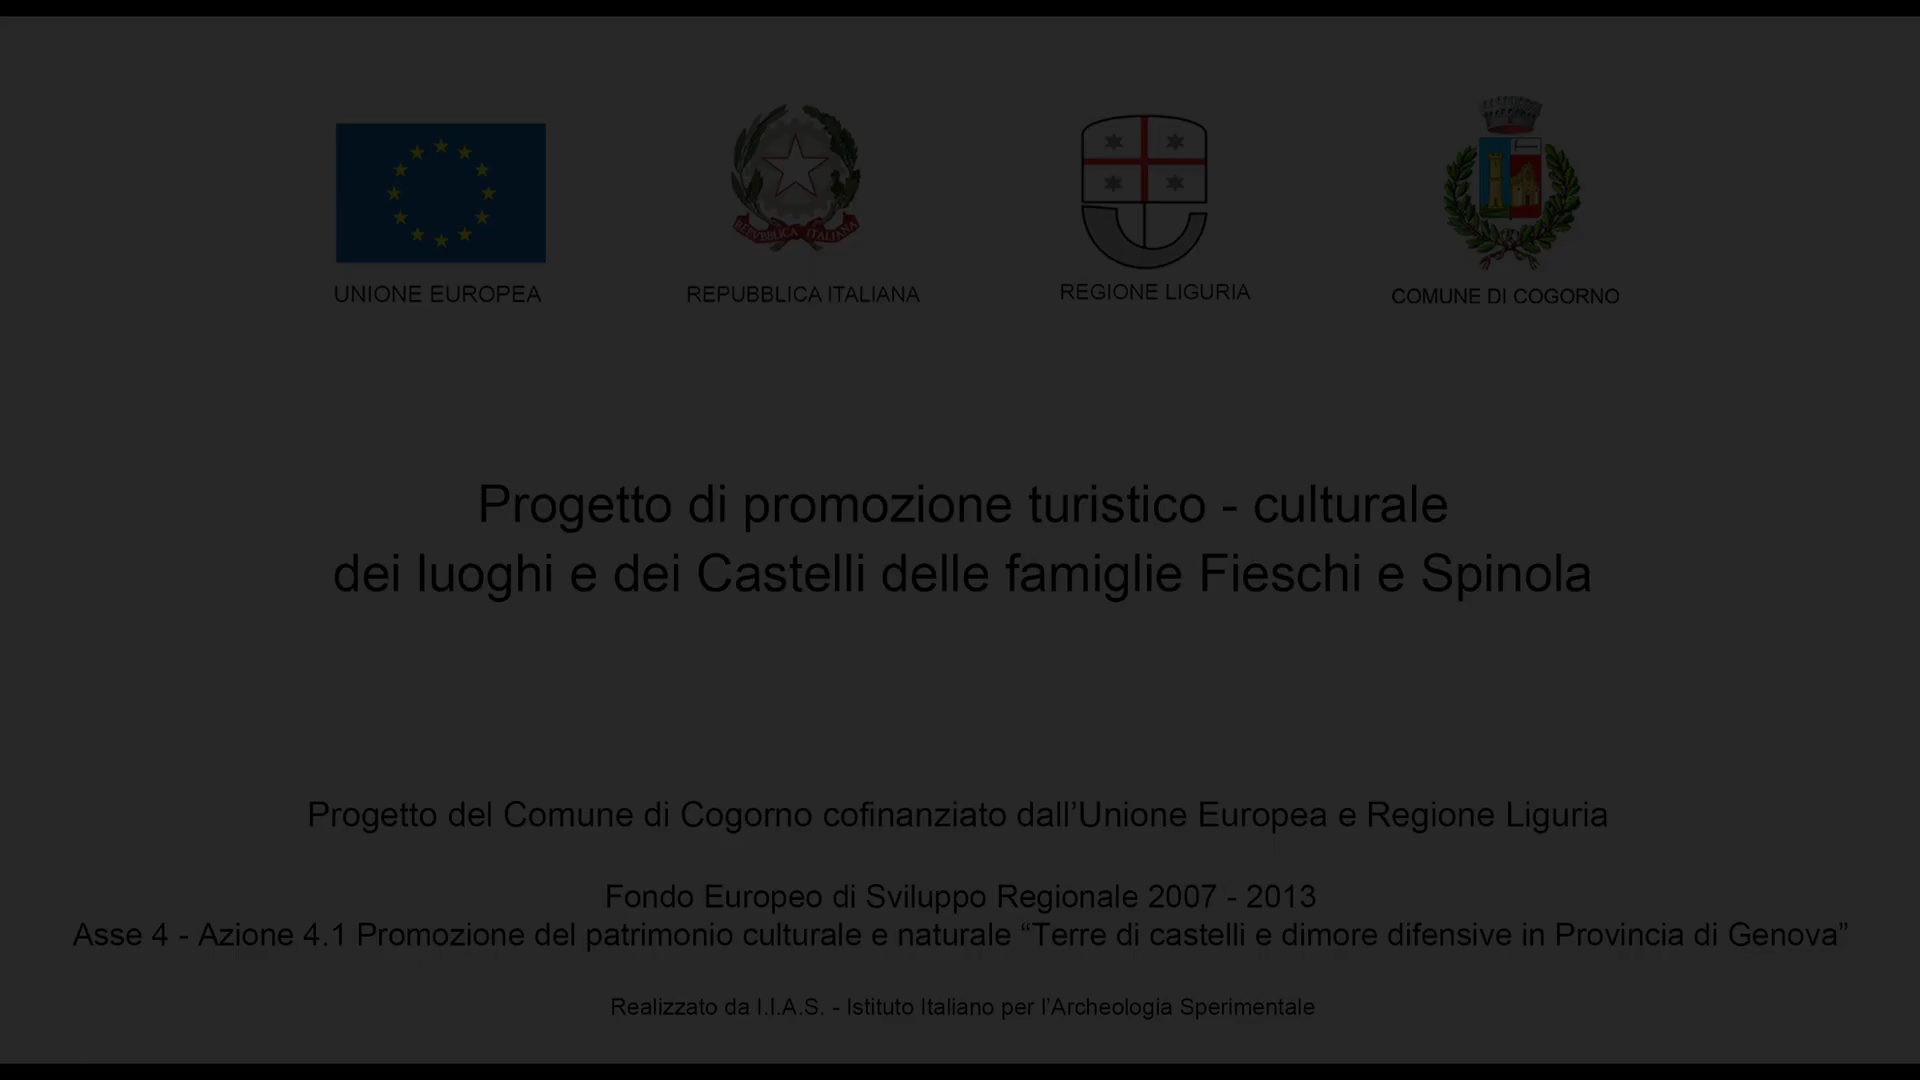 REPVBBLICA ITALIANA
UNIONE EUROPEA
REPUBBLICA ITALIANA
REGIONE LIGURIA
COMUNE DI COGORNO
Progetto di promozione turistico - culturale
dei luoghi e dei Castelli delle famiglie Fieschi e Spinola
Progetto del Comune di Cogorno cofinanziato dall’Unione Europea e Regione Liguria
Fondo Europeo di Sviluppo Regionale 2007 - 2013
Asse 4 - Azione 4.1 Promozione del patrimonio culturale e naturale “Terre di castelli e dimore difensive in Provincia di Genova”
Realizzato da I.I.A.S. - Istituto Italiano per l’Archeologia Sperimentale